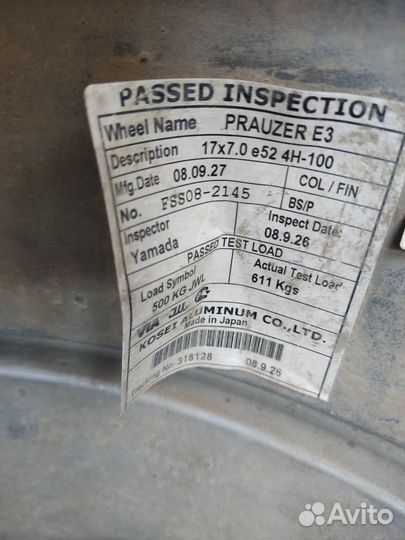 PASSED INSPECTION
Wheel Name PRAUZER E3
Description 17x7.0 e52 4H-100
Mfg.Date 08.09.27 COL / FIN
No. FSS08-2145 BS/P
Inspector Yamada Inspect Date: 08.9.26
PASSED TEST LOAD
Load Symbol 500 KG JWL Actual Test Load 611 Kgs
VIA JWL
KOSEI ALUMINUM CO.,LTD.
Made in Japan
Tracking No: 318128 08.9.26
Avito